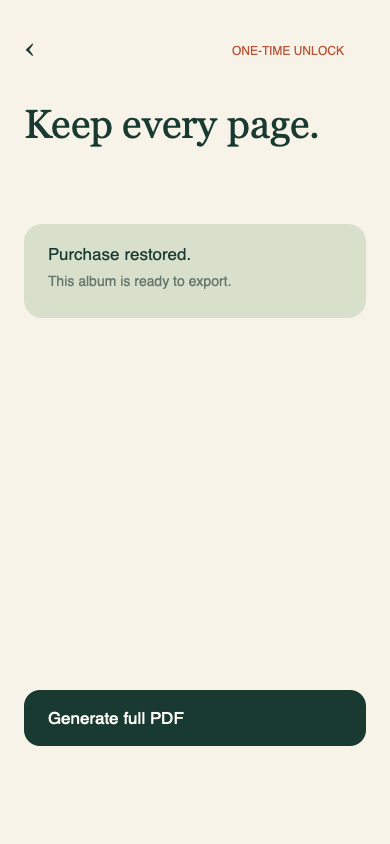 ONE-TIME UNLOCK
Keep every page.
Purchase restored.
This album is ready to export.
Generate full PDF